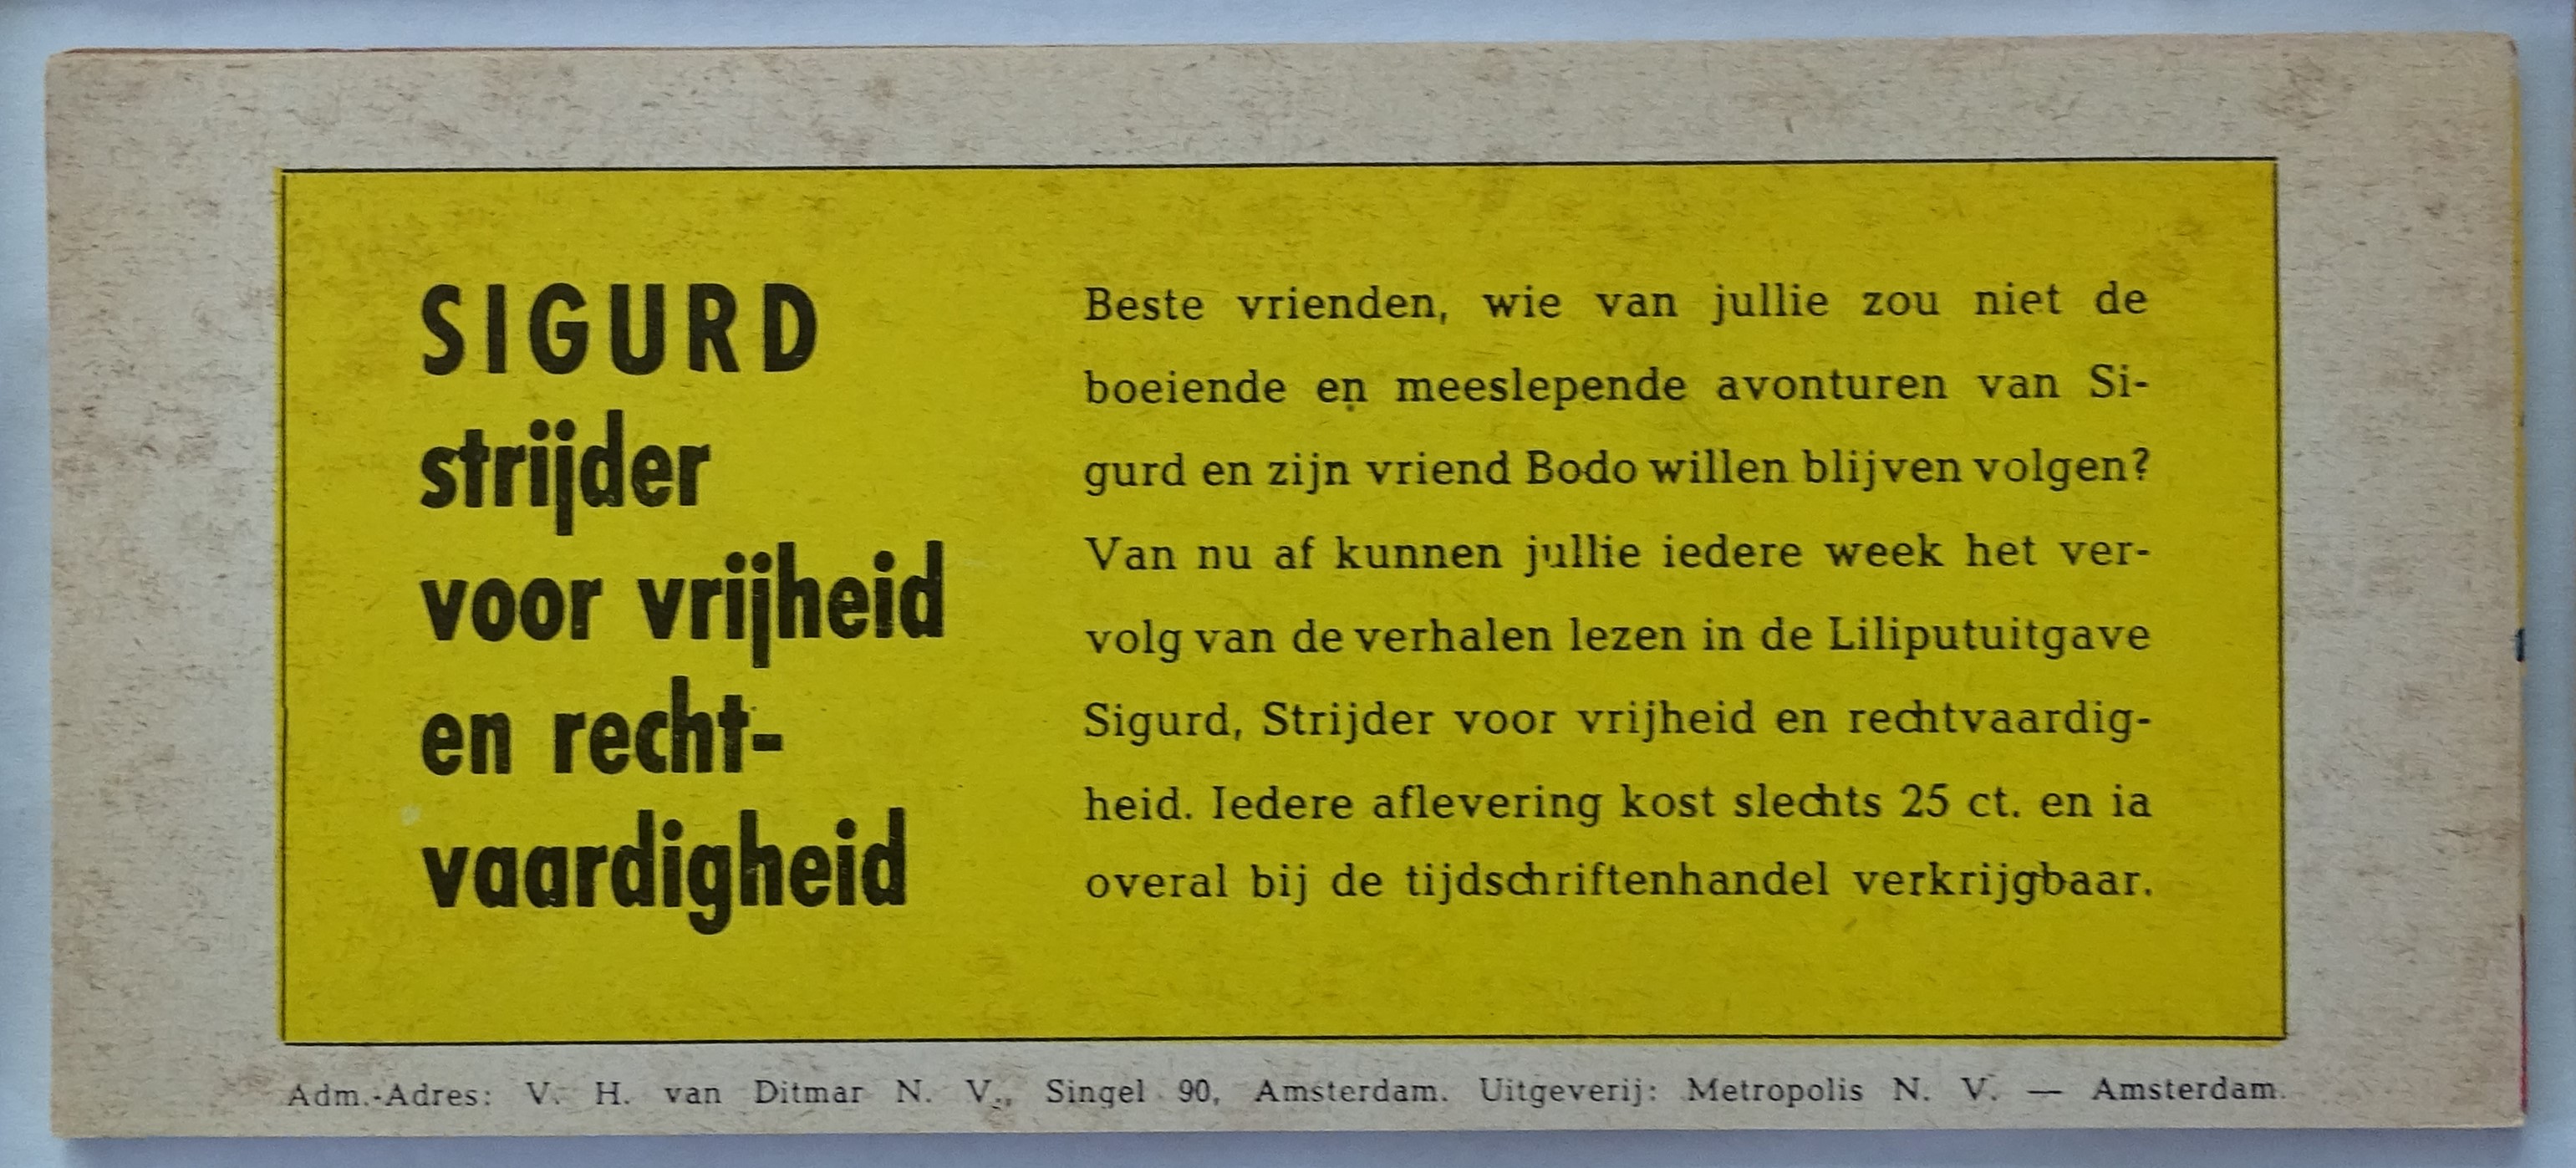 SIGURD
strijder
voor vrijheid
en recht-
vaardigheid
Beste vrienden, wie van jullie zou niet de
boeiende en meeslepende avonturen van Si-
gurd en zijn vriend Bodo willen blijven volgen?
Van nu af kunnen jullie iedere week het ver-
volg van de verhalen lezen in de Liliputuitgave
Sigurd, Strijder voor vrijheid en rechtvaardig-
heid. Iedere aflevering kost slechts 25 ct. en ia
overal bij de tijdschriftenhandel verkrijgbaar.
Adm.-Adres: V. H. van Ditmar N. V., Singel 90, Amsterdam. Uitgeverij: Metropolis N. V. — Amsterdam.